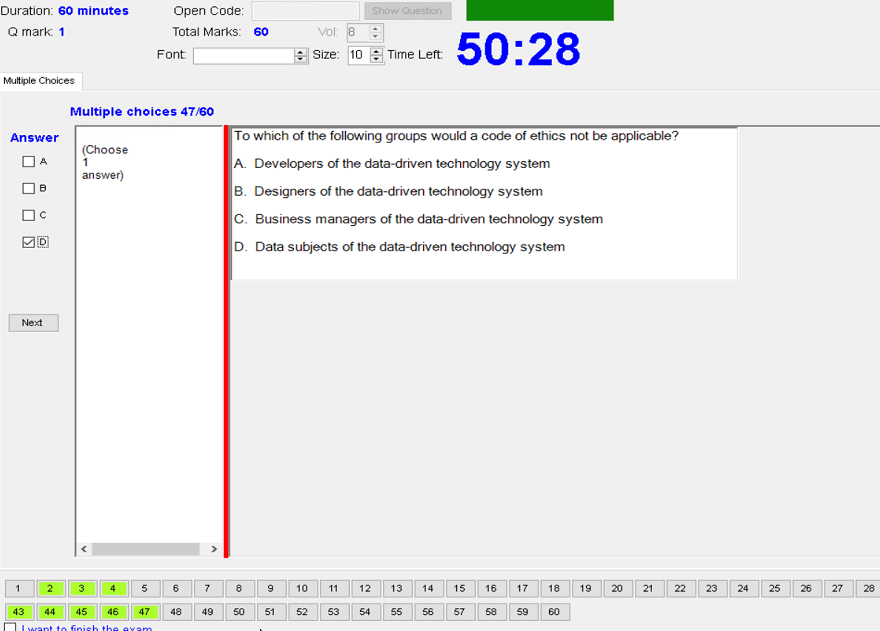 Duration: 60 minutes Open Code: Show Question
Q mark: 1 Total Marks: 60 Vol: 8
Font: Size: 10 Time Left: 50:28
Multiple Choices
Multiple choices 47/60
Answer
A
B
C
D
Next
(Choose
1
answer)
To which of the following groups would a code of ethics not be applicable?
A. Developers of the data-driven technology system
B. Designers of the data-driven technology system
C. Business managers of the data-driven technology system
D. Data subjects of the data-driven technology system
1 2 3 4 5 6 7 8 9 10 11 12 13 14 15 16 17 18 19 20 21 22 23 24 25 26 27 28
43 44 45 46 47 48 49 50 51 52 53 54 55 56 57 58 59 60
I want to finish the exam